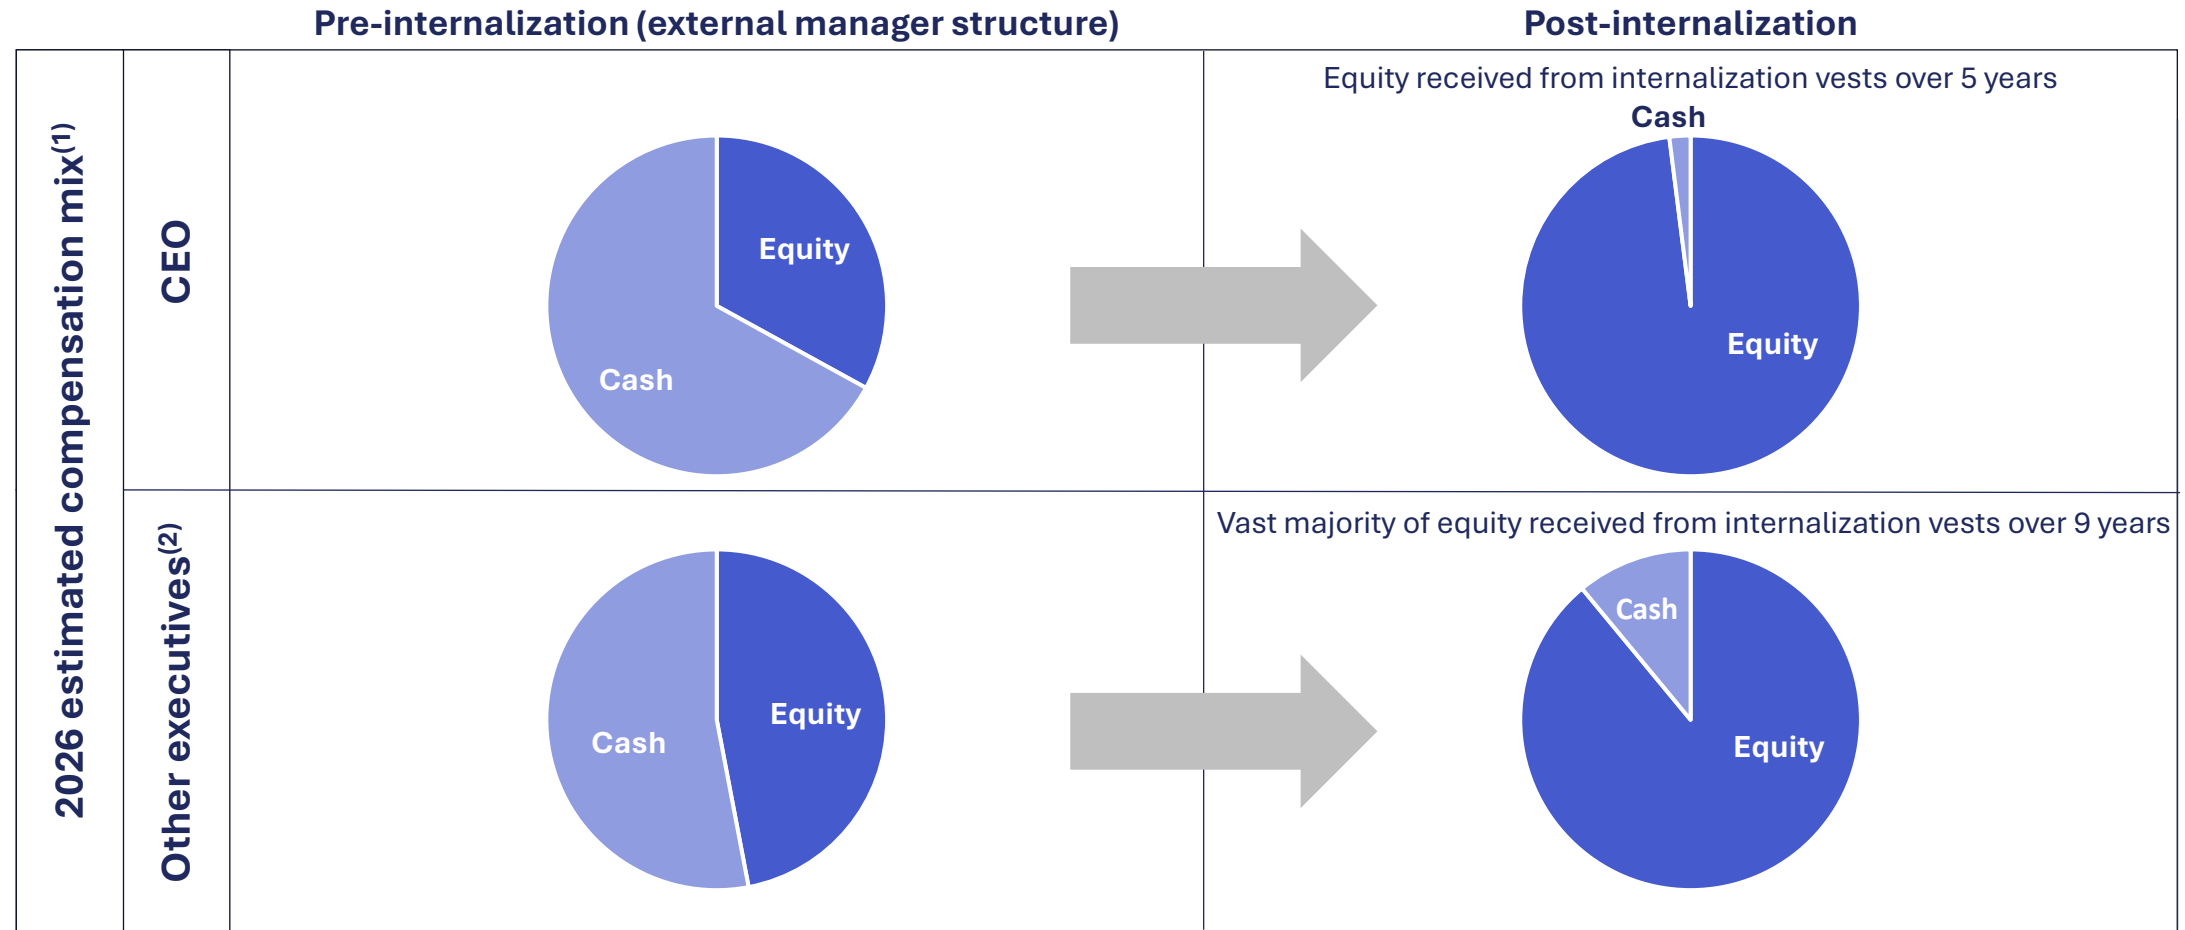 Pre-internalization (external manager structure)
Post-internalization
2026 estimated compensation mix(1)
CEO
Equity
Cash
Equity received from internalization vests over 5 years
Cash
Equity
Other executives(2)
Equity
Cash
Vast majority of equity received from internalization vests over 9 years
Cash
Equity